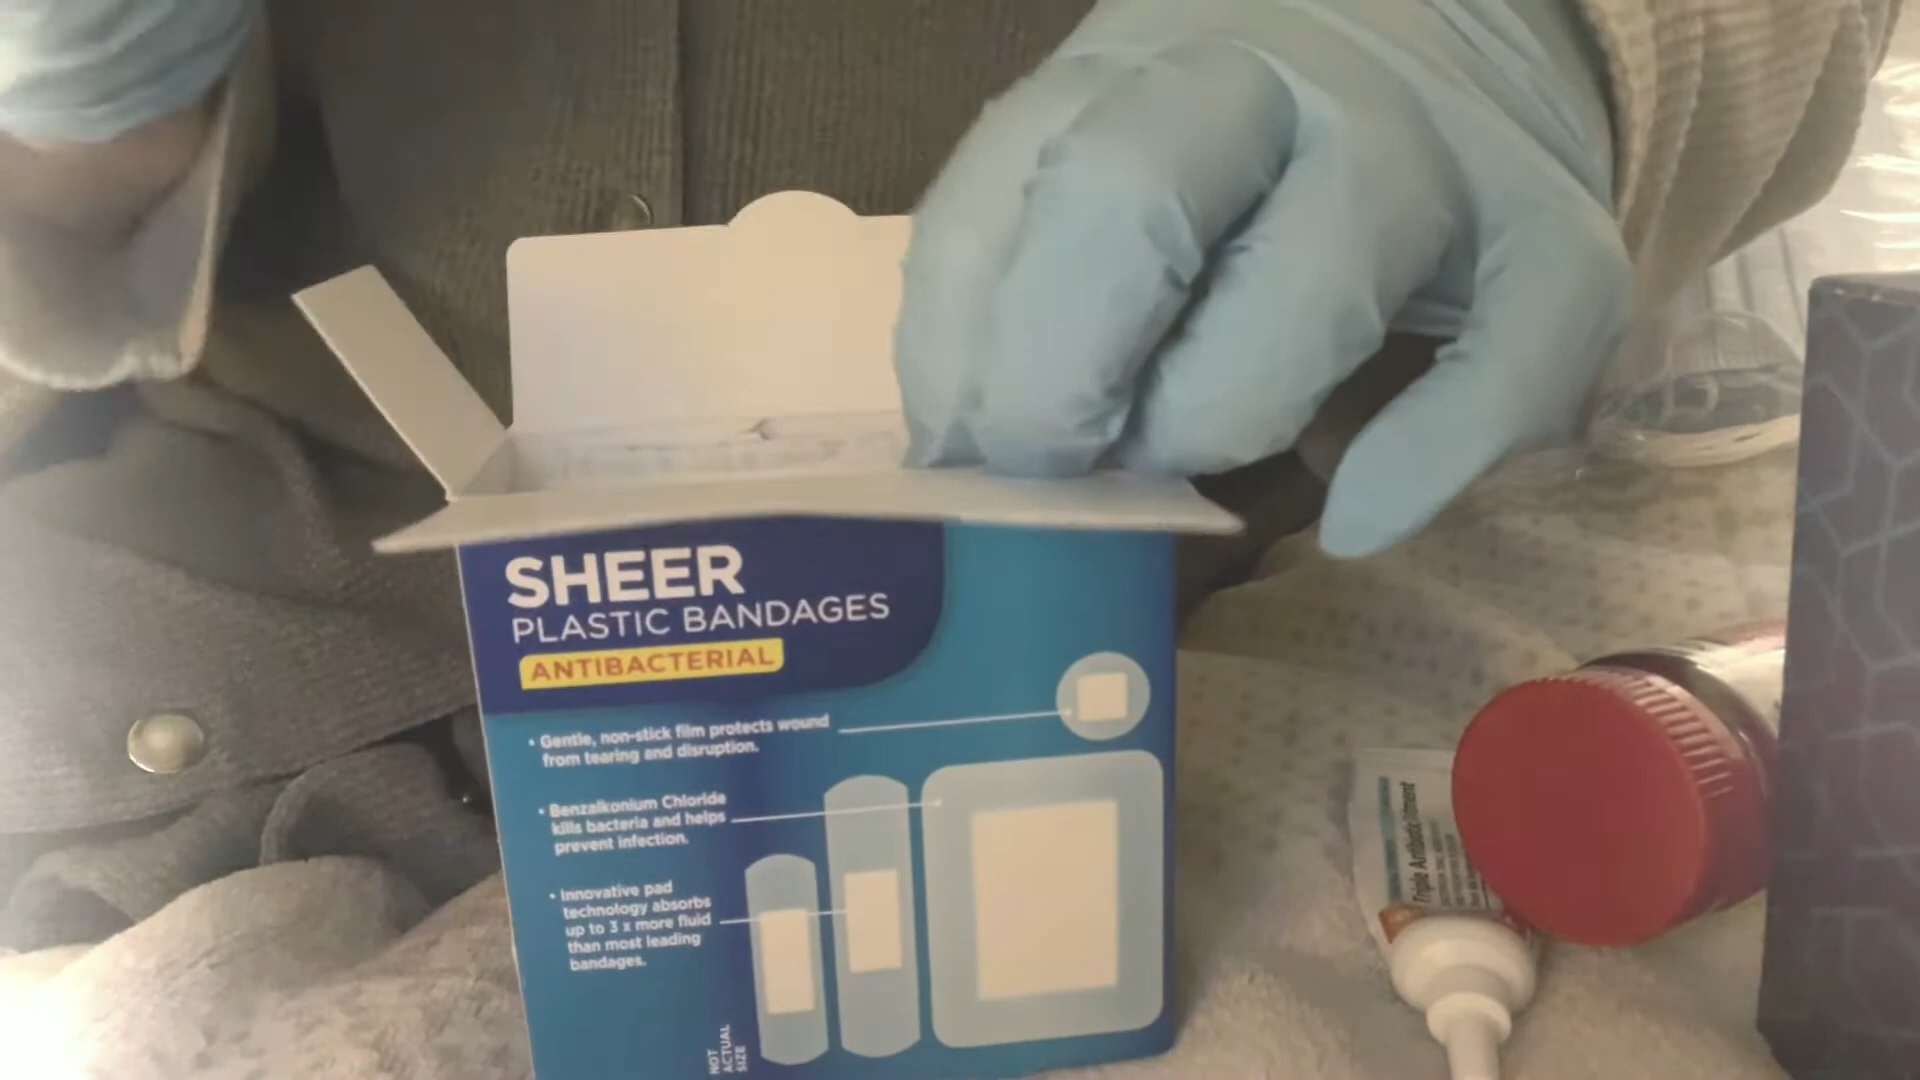 SHEER
PLASTIC BANDAGES
ANTIBACTERIAL
• Gentle, non-stick film protects wound
from tearing and disruption.
• Benzalkonium Chloride
kills bacteria and helps
prevent infection.
• Innovative pad
technology absorbs
up to 3 x more fluid
than most leading
bandages.
NOT
ACTUAL
SIZE
Triple Antibiotic Ointment